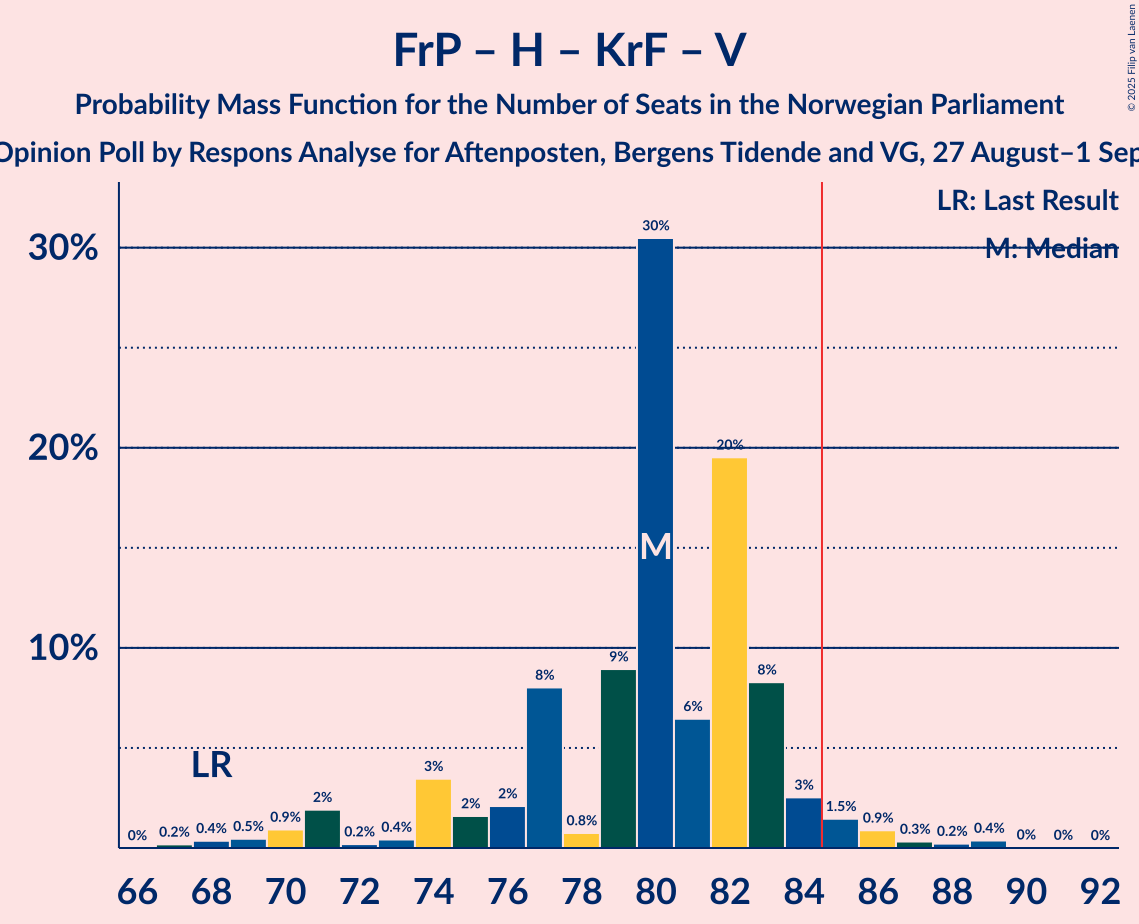 FrP – H – KrF – V
© 2025 Filip van Laenen
Probability Mass Function for the Number of Seats in the Norwegian Parliament
Opinion Poll by Respons Analyse for Aftenposten, Bergens Tidende and VG, 27 August–1 Sep
LR: Last Result
M: Median
30%
20%
10%
0% 0.2% 0.4% 0.5% 0.9% 2% 0.2% 0.4% 3% 2% 2% 8% 0.8% 9% 30% 6% 20% 8% 3% 1.5% 0.9% 0.3% 0.2% 0.4% 0% 0% 0%
M
LR
66 68 70 72 74 76 78 80 82 84 86 88 90 92